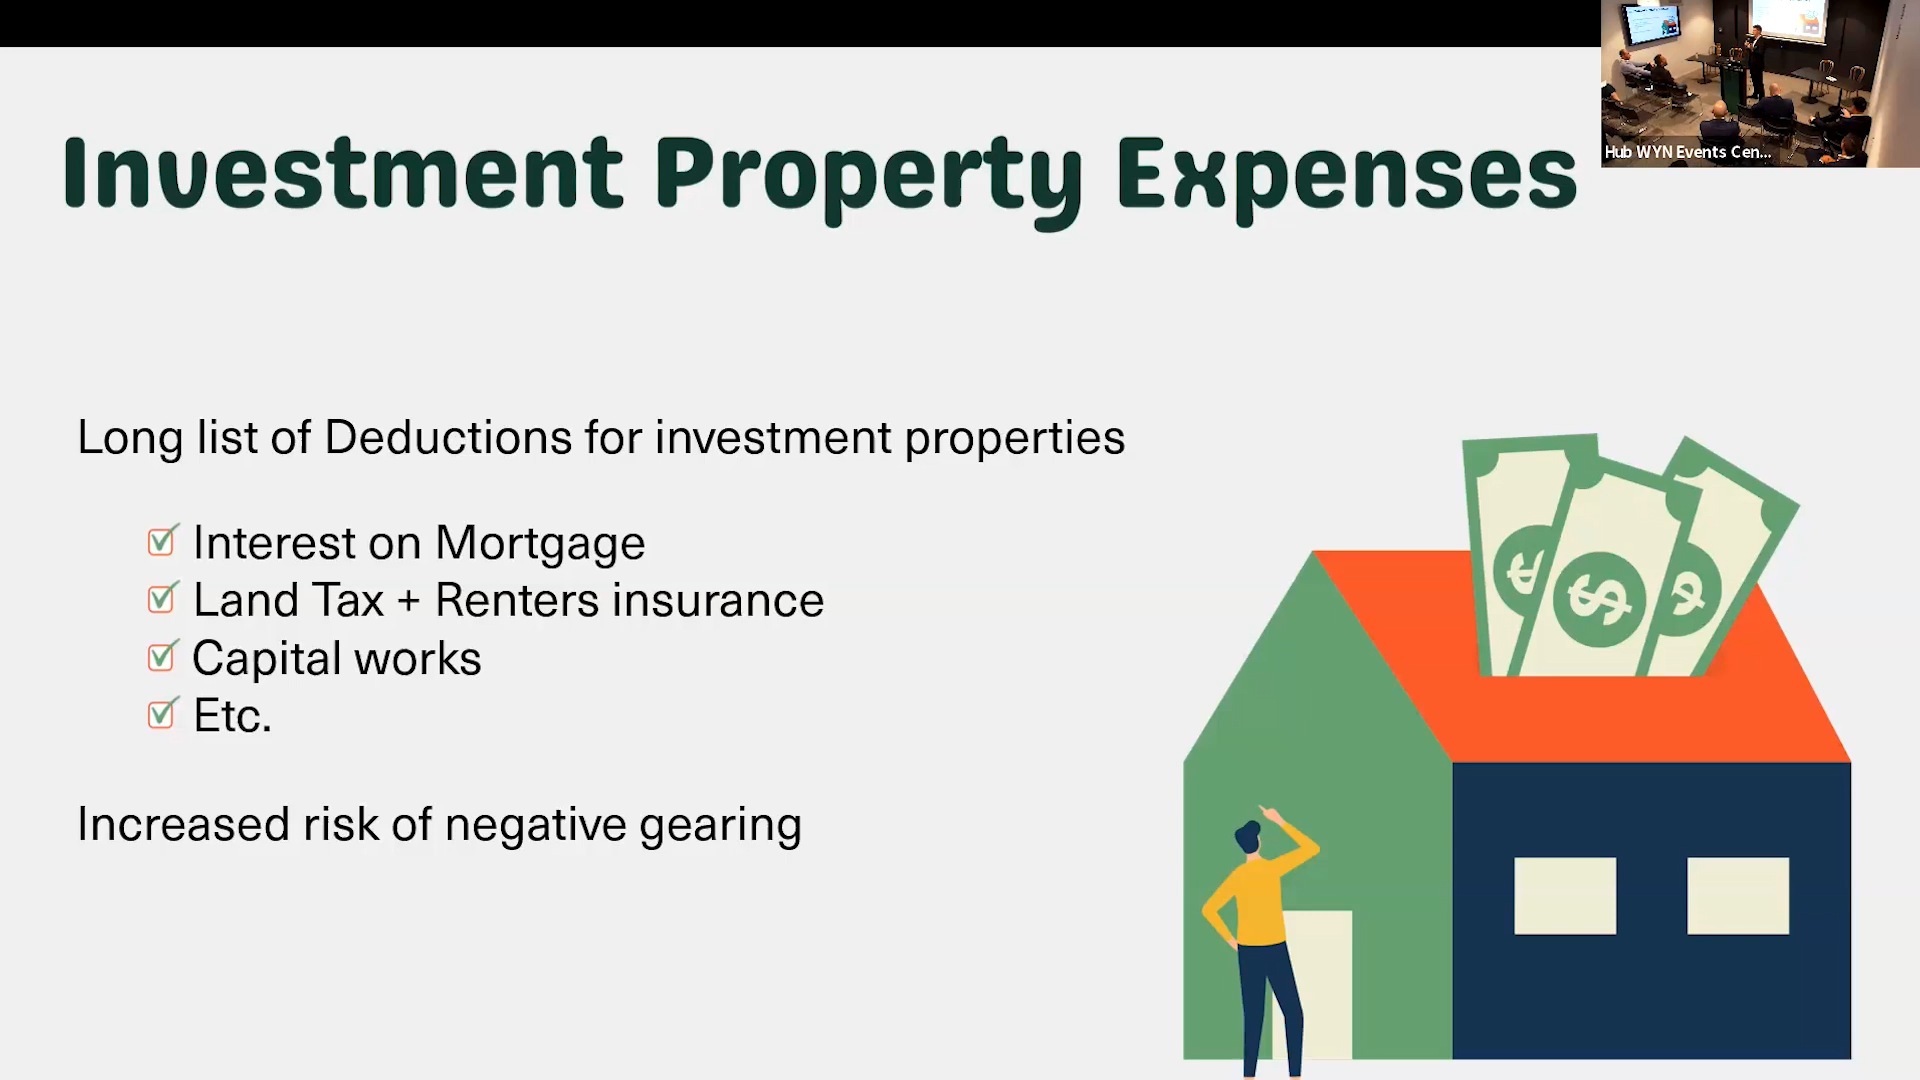 Investment Property Expenses
Hub WYN Events Cen...
Long list of Deductions for investment properties
Interest on Mortgage
Land Tax + Renters insurance
Capital works
Etc.
Increased risk of negative gearing